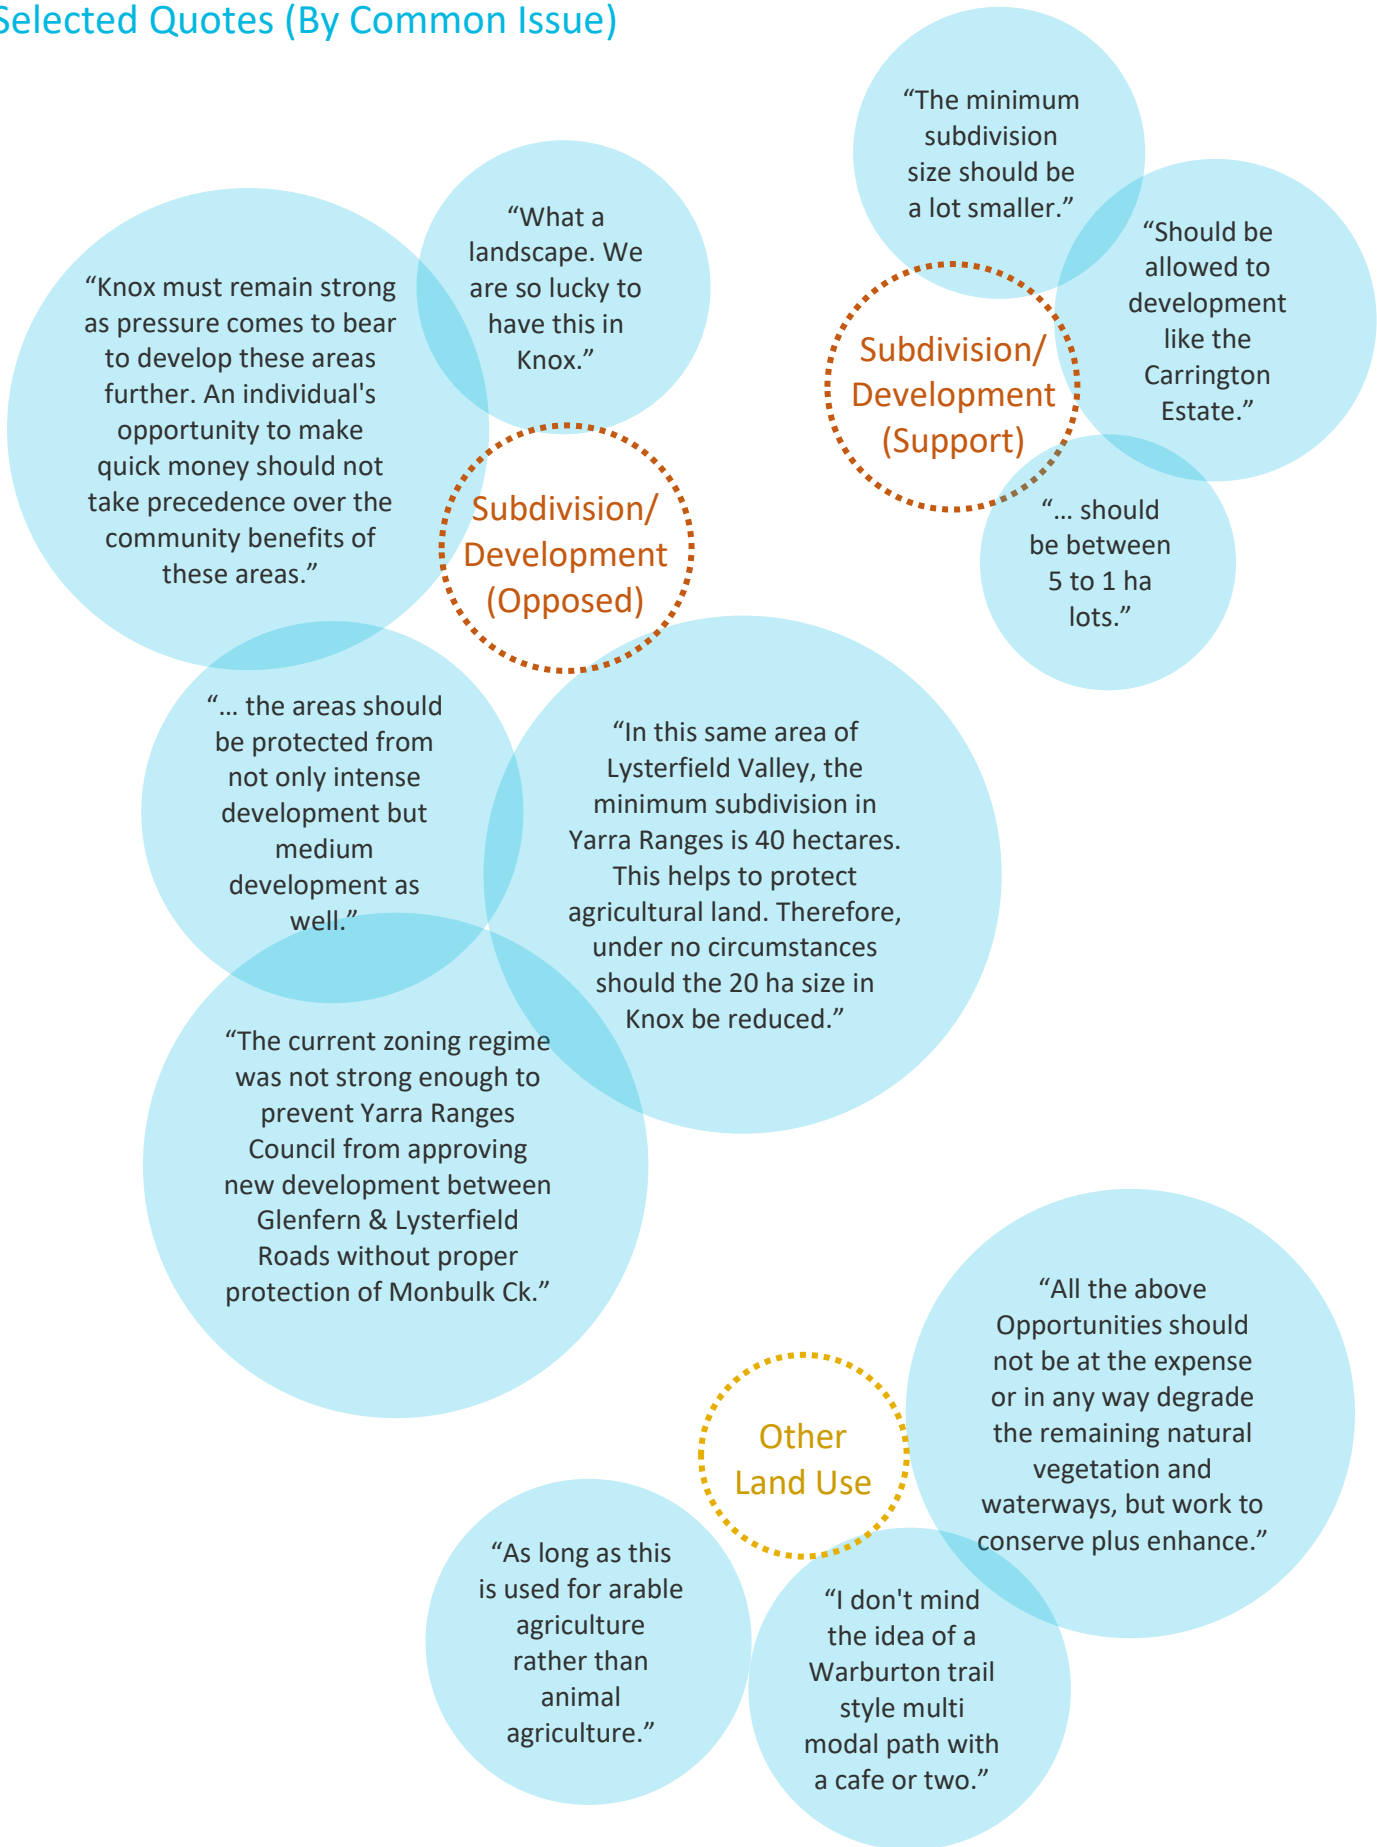 Selected Quotes (By Common Issue)
“The minimum
subdivision
size should be
a lot smaller.”
“Should be
allowed to
development
like the
Carrington
Estate.”
Subdivision/
Development
(Support)
“... should
be between
5 to 1 ha
lots.”
“What a
landscape. We
are so lucky to
have this in
Knox.”
“Knox must remain strong
as pressure comes to bear
to develop these areas
further. An individual's
opportunity to make
quick money should not
take precedence over the
community benefits of
these areas.”
Subdivision/
Development
(Opposed)
“... the areas should
be protected from
not only intense
development but
medium
development as
well.”
“In this same area of
Lysterfield Valley, the
minimum subdivision in
Yarra Ranges is 40 hectares.
This helps to protect
agricultural land. Therefore,
under no circumstances
should the 20 ha size in
Knox be reduced.”
“The current zoning regime
was not strong enough to
prevent Yarra Ranges
Council from approving
new development between
Glenfern & Lysterfield
Roads without proper
protection of Monbulk Ck.”
“All the above
Opportunities should
not be at the expense
or in any way degrade
the remaining natural
vegetation and
waterways, but work to
conserve plus enhance.”
Other
Land Use
“As long as this
is used for arable
agriculture
rather than
animal
agriculture.”
“I don't mind
the idea of a
Warburton trail
style multi
modal path with
a cafe or two.”